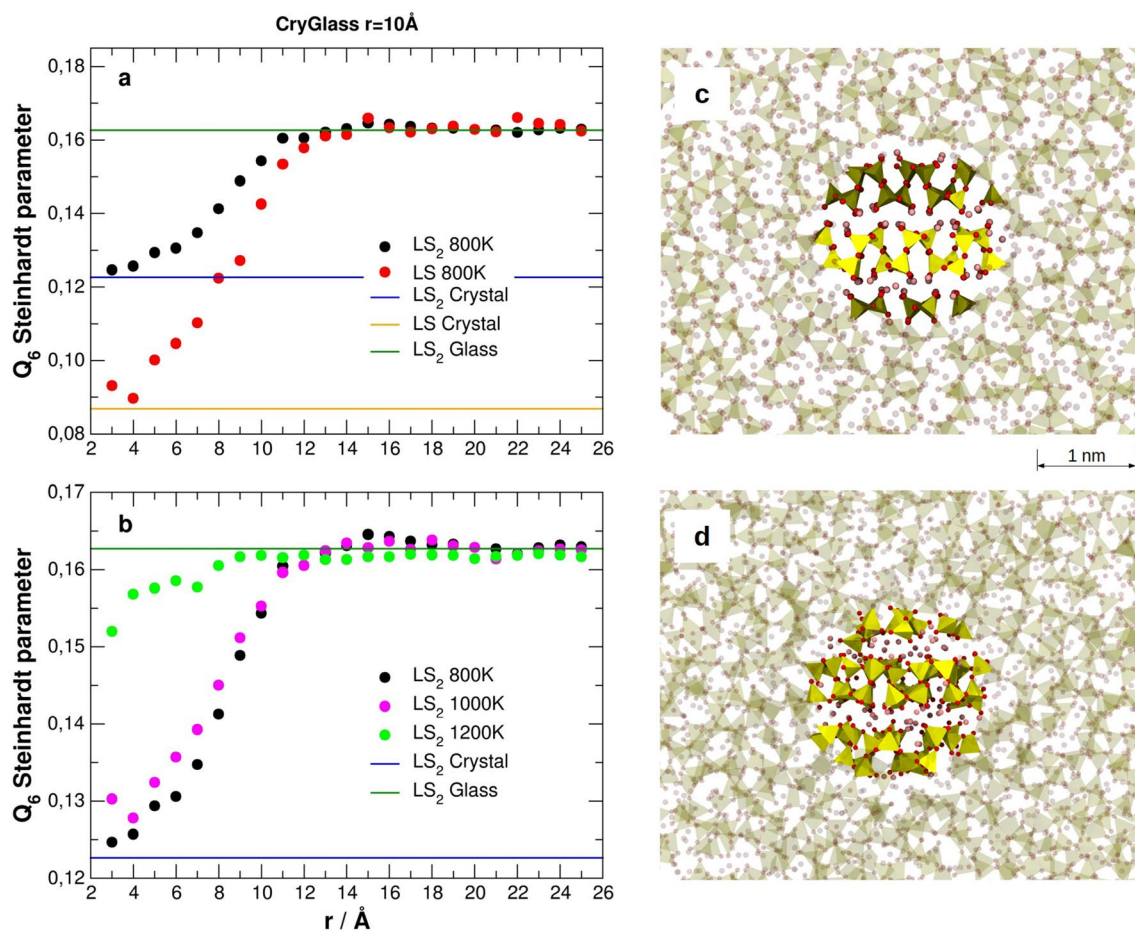 CryGlass r=10Å
a
Q6 Steinhardt parameter
0,18
0,16
0,14
0,12
0,10
0,08
LS2 800K
LS 800K
LS2 Crystal
LS Crystal
LS2 Glass
2 4 6 8 10 12 14 16 18 20 22 24 26
c
1 nm
b
Q6 Steinhardt parameter
0,17
0,16
0,15
0,14
0,13
0,12
LS2 800K
LS2 1000K
LS2 1200K
LS2 Crystal
LS2 Glass
2 4 6 8 10 12 14 16 18 20 22 24 26
r / Å
d